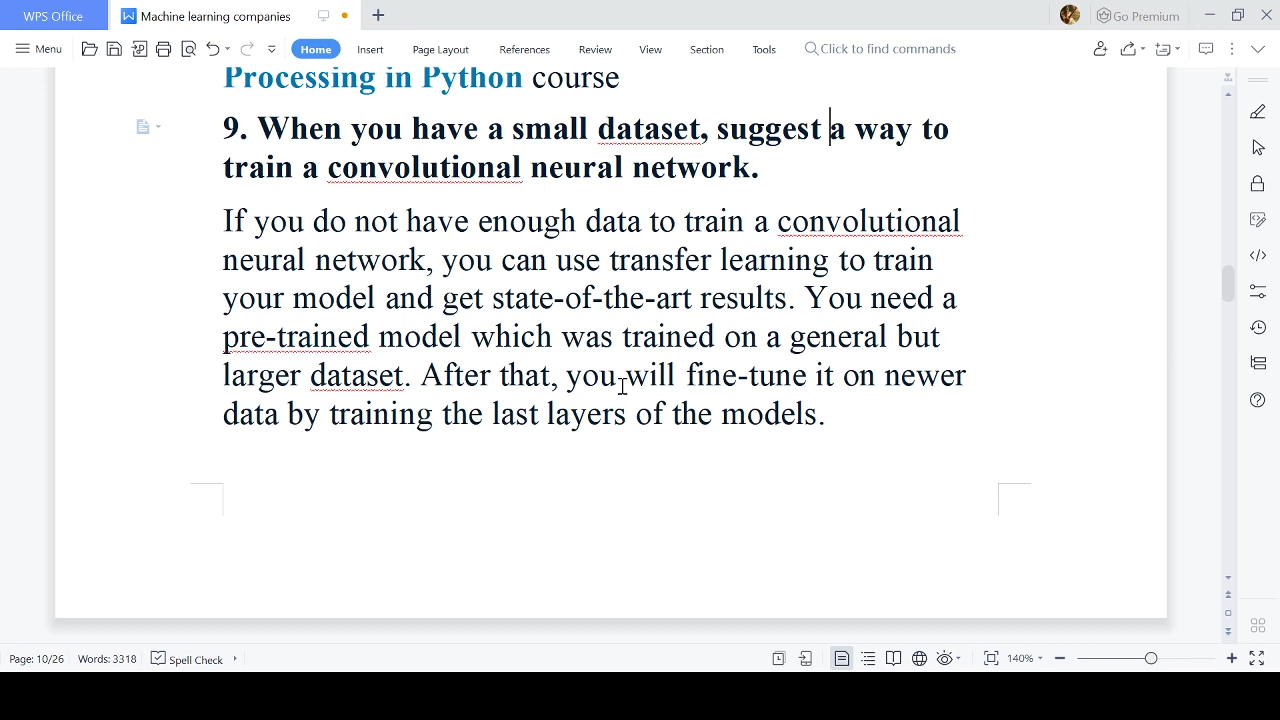 WPS Office
Machine learning companies
Go Premium
Menu
Home
Insert
Page Layout
References
Review
View
Section
Tools
Click to find commands
Processing in Python course
9. When you have a small dataset, suggest a way to
train a convolutional neural network.
If you do not have enough data to train a convolutional
neural network, you can use transfer learning to train
your model and get state-of-the-art results. You need a
pre-trained model which was trained on a general but
larger dataset. After that, you will fine-tune it on newer
data by training the last layers of the models.
Page: 10/26
Words: 3318
Spell Check
140%